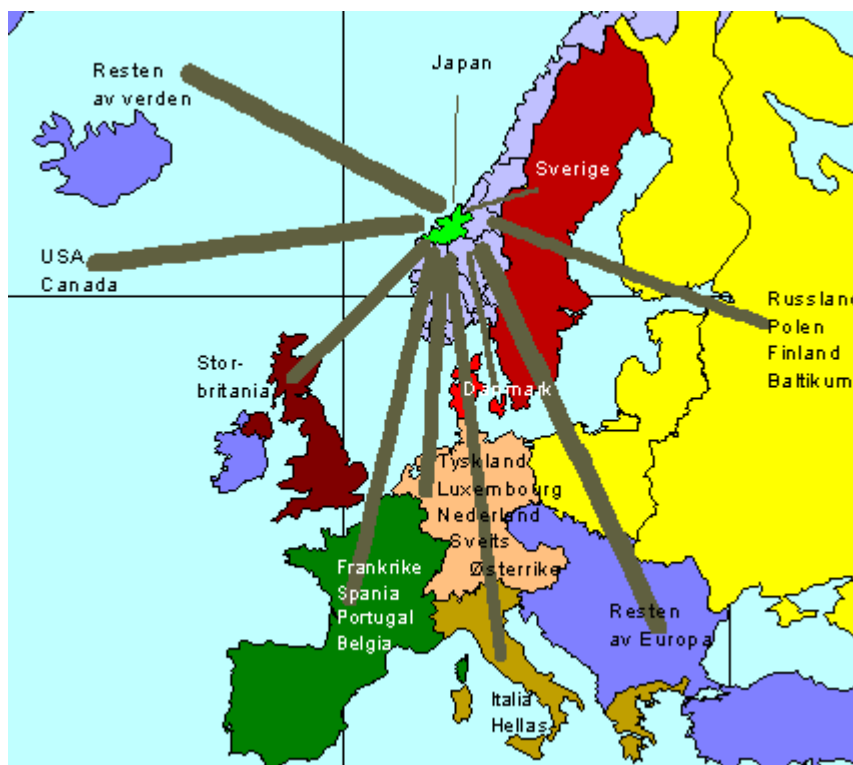 Resten
av verden
Japan
Sverige
USA
Canada
Russland
Polen
Finland
Baltikum
Stor-
britania
Danmark
Tyskland
Luxembourg
Nederland
Sveits
Østerrike
Frankrike
Spania
Portugal
Belgia
Resten
av Europa
Italia
Hellas